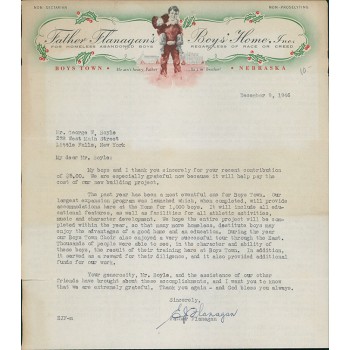 NON SECTARIAN
NON-PROSELYTING
Father Flanagan's Boys' Home, Inc.
FOR HOMELESS ABANDONED BOYS
REGARDLESS OF RACE OR CREED
BOYS TOWN
NEBRASKA
December 6, 1946
Mr. George
Main Street
Little Falls, New York
My dear Mr.
My boys and I thank you sincerely for your recent contribution
of We are especially grateful now because it will help pay the
cost of our new building project.
The past year has been a most eventful one for Boys Town. Our
largest expansion program was launched which, when completed, will provide
accommodations here at the Home for 1,000 boys. It will include all edu-
cational features, as well as facilities for all athletic activities,
music and character development. We hope the entire project will be com-
pleted within the year, so that many more homeless, destitute boys may
enjoy the advantages of a good home and an education. During the year
our Boys Town Choir also enjoyed a very successful tour through the East.
Thousands of people were able to see, in the character and ability of
these boys, the result of their training here at Boys Town. In addition,
it served as a reward for their diligence, and it also provided additional
funds for our work.
Your generosity, Mr. and the assistance of our other
friends have brought about these accomplishments, and I want you to know
that we are extremely grateful. Thank you again - and God bless you always.
Sincerely,
EJ Flanagan
Flanagan